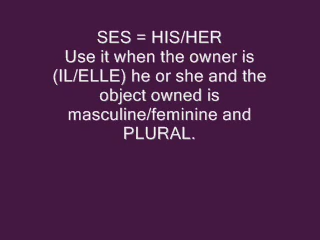 SES = HIS/HER
Use it when the owner is
(IL/ELLE) he or she and the
object owned is
masculine/feminine and
PLURAL.